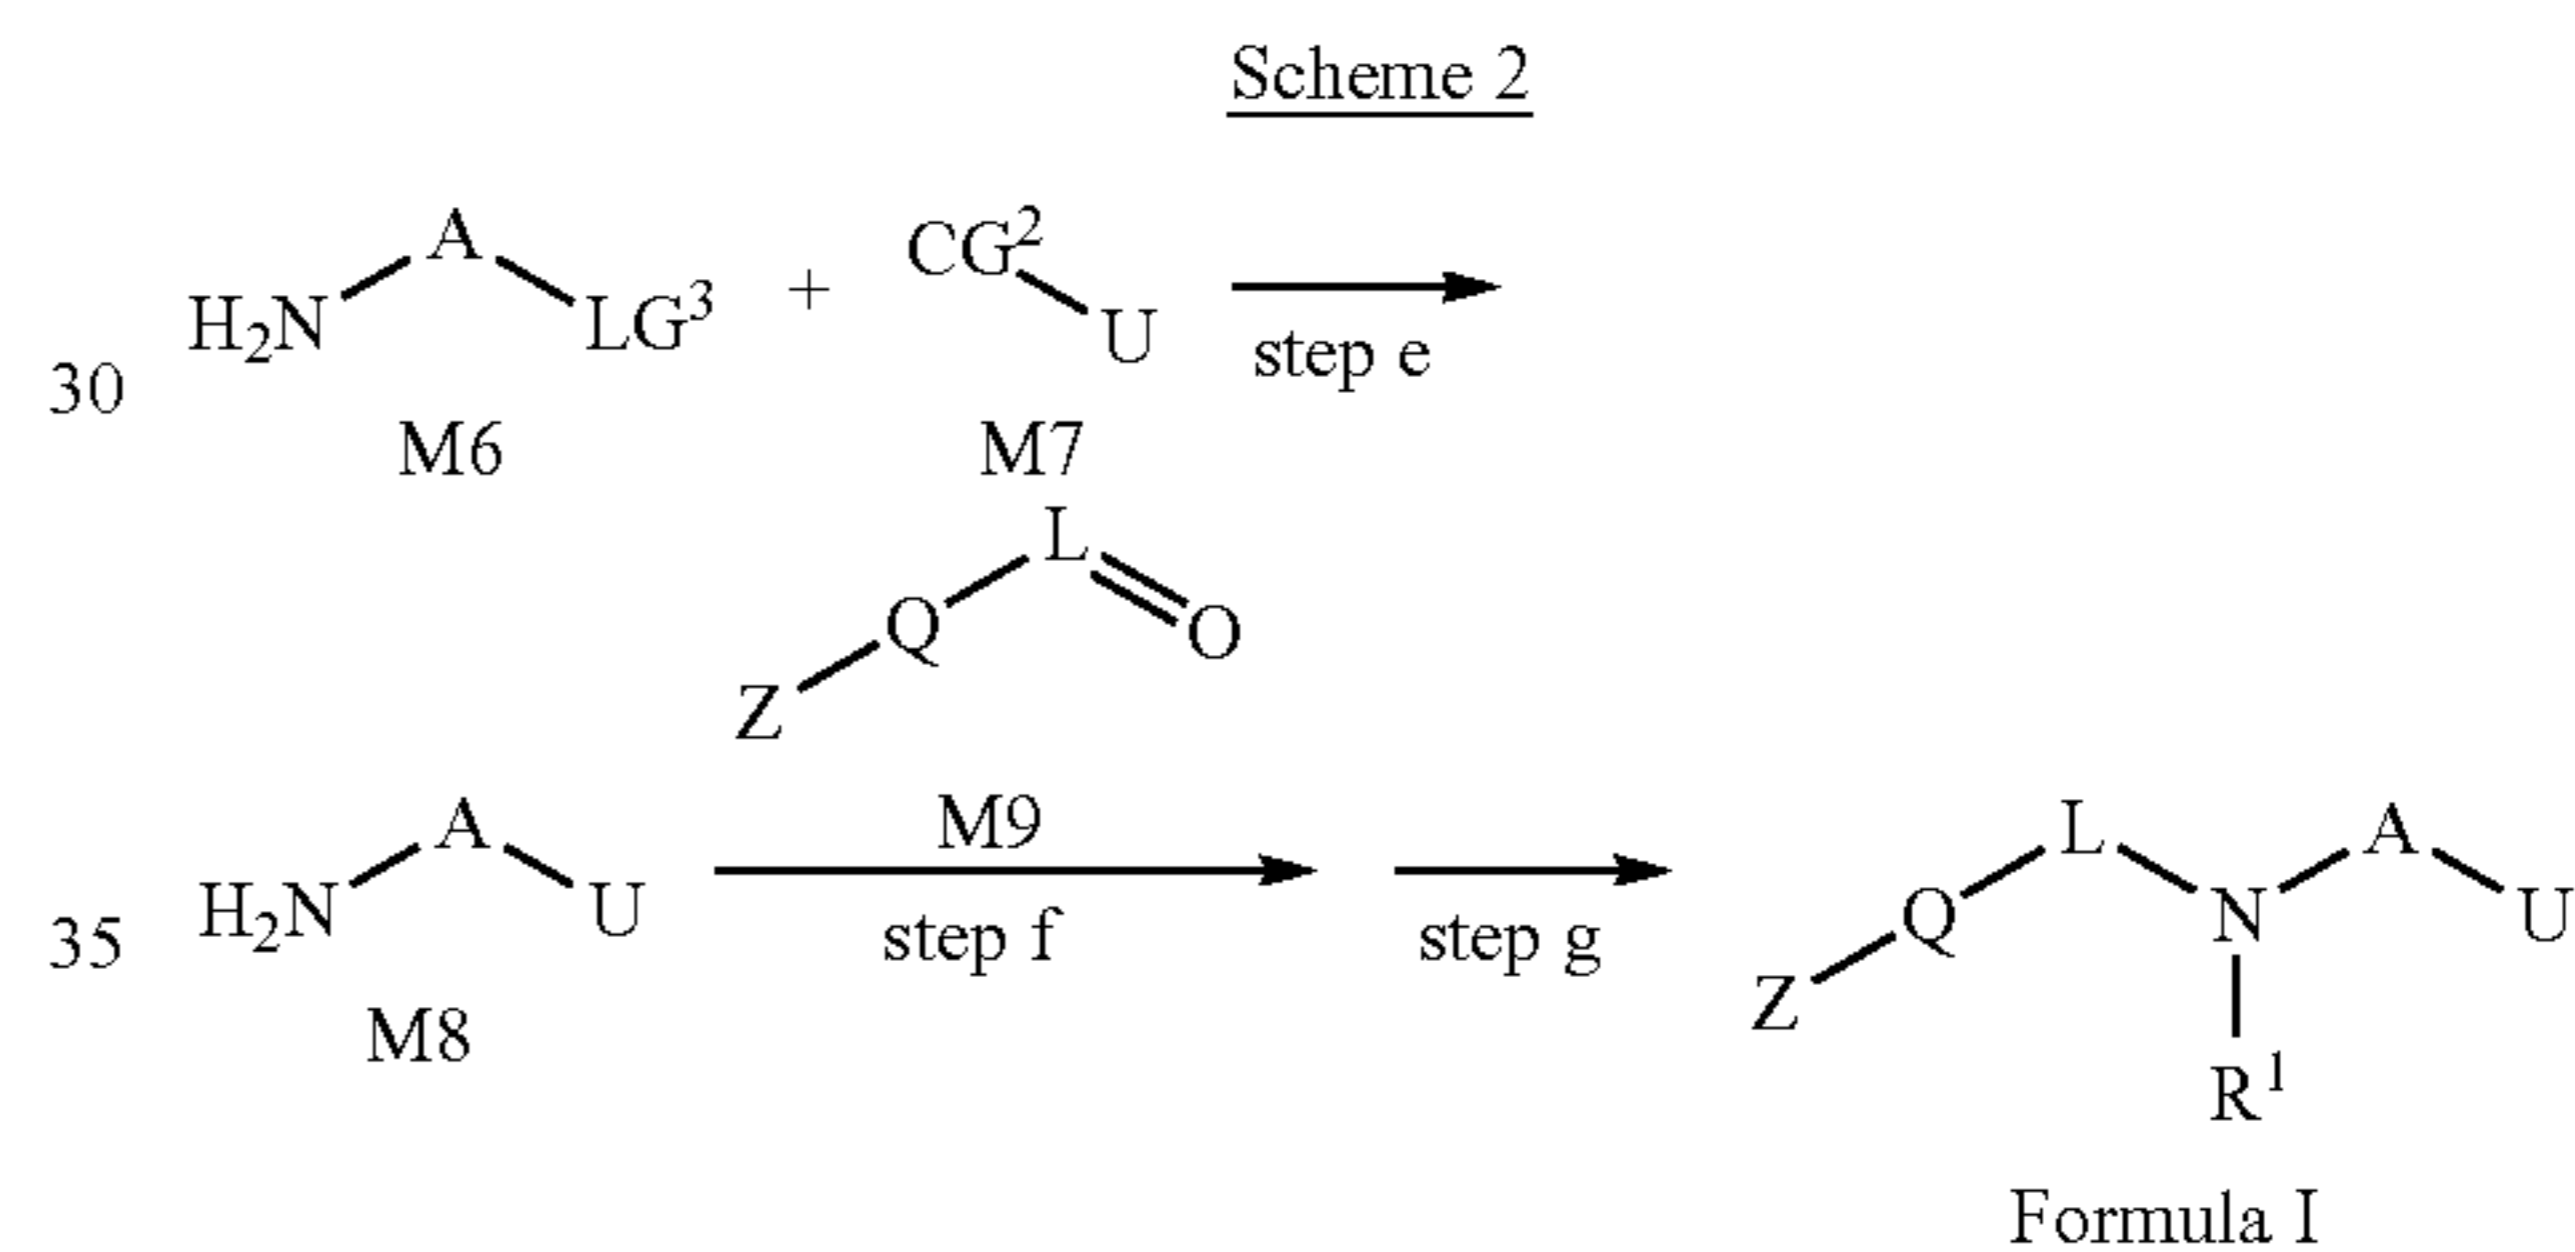 Scheme 2
H₂N A LG³ + CG² U
step e
30
M6 M7
Z Q L O
M9
35 H₂N A U
step f step g
M8
Z Q L N A U
R¹
Formula I